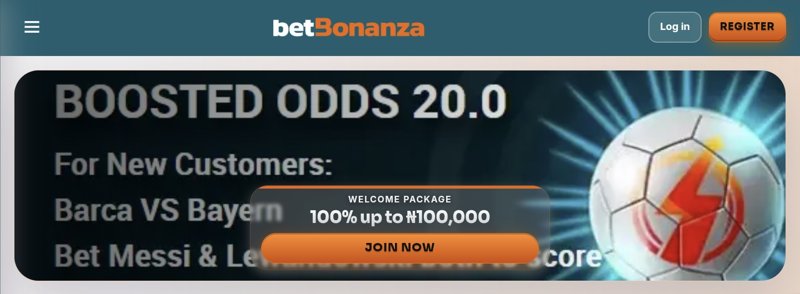 betBonanza
Log in
REGISTER
BOOSTED ODDS 20.0
For New Customers:
Barca VS Bayern
WELCOME PACKAGE
100% up to ₦100,000
JOIN NOW
Bet Messi & score